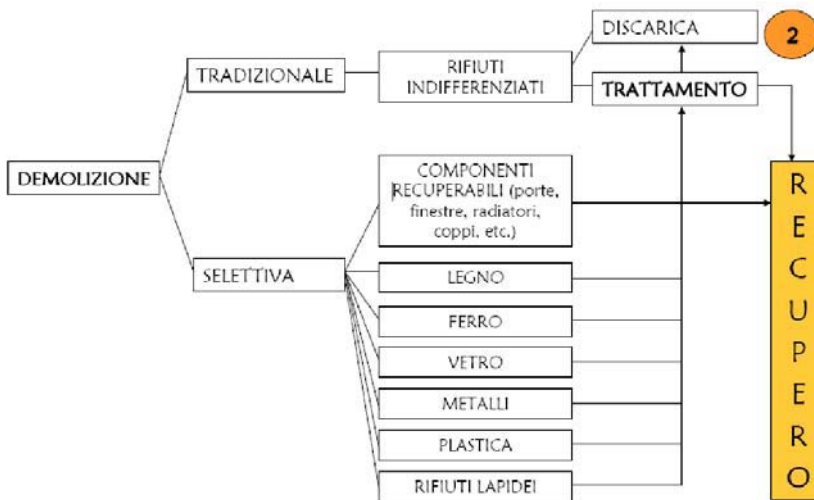 DISCARICA
2
TRADIZIONALE
RIFIUTI
INDIFFERENZIATI
TRATTAMENTO
DEMOLIZIONE
COMPONENTI
RECUPERABILI (porte,
finestre, radiatori,
coppi, etc.)
SELETTIVA
LEGNO
FERRO
VETRO
METALLI
PLASTICA
RIFIUTI LAPIDEI
R
E
C
U
P
E
R
O